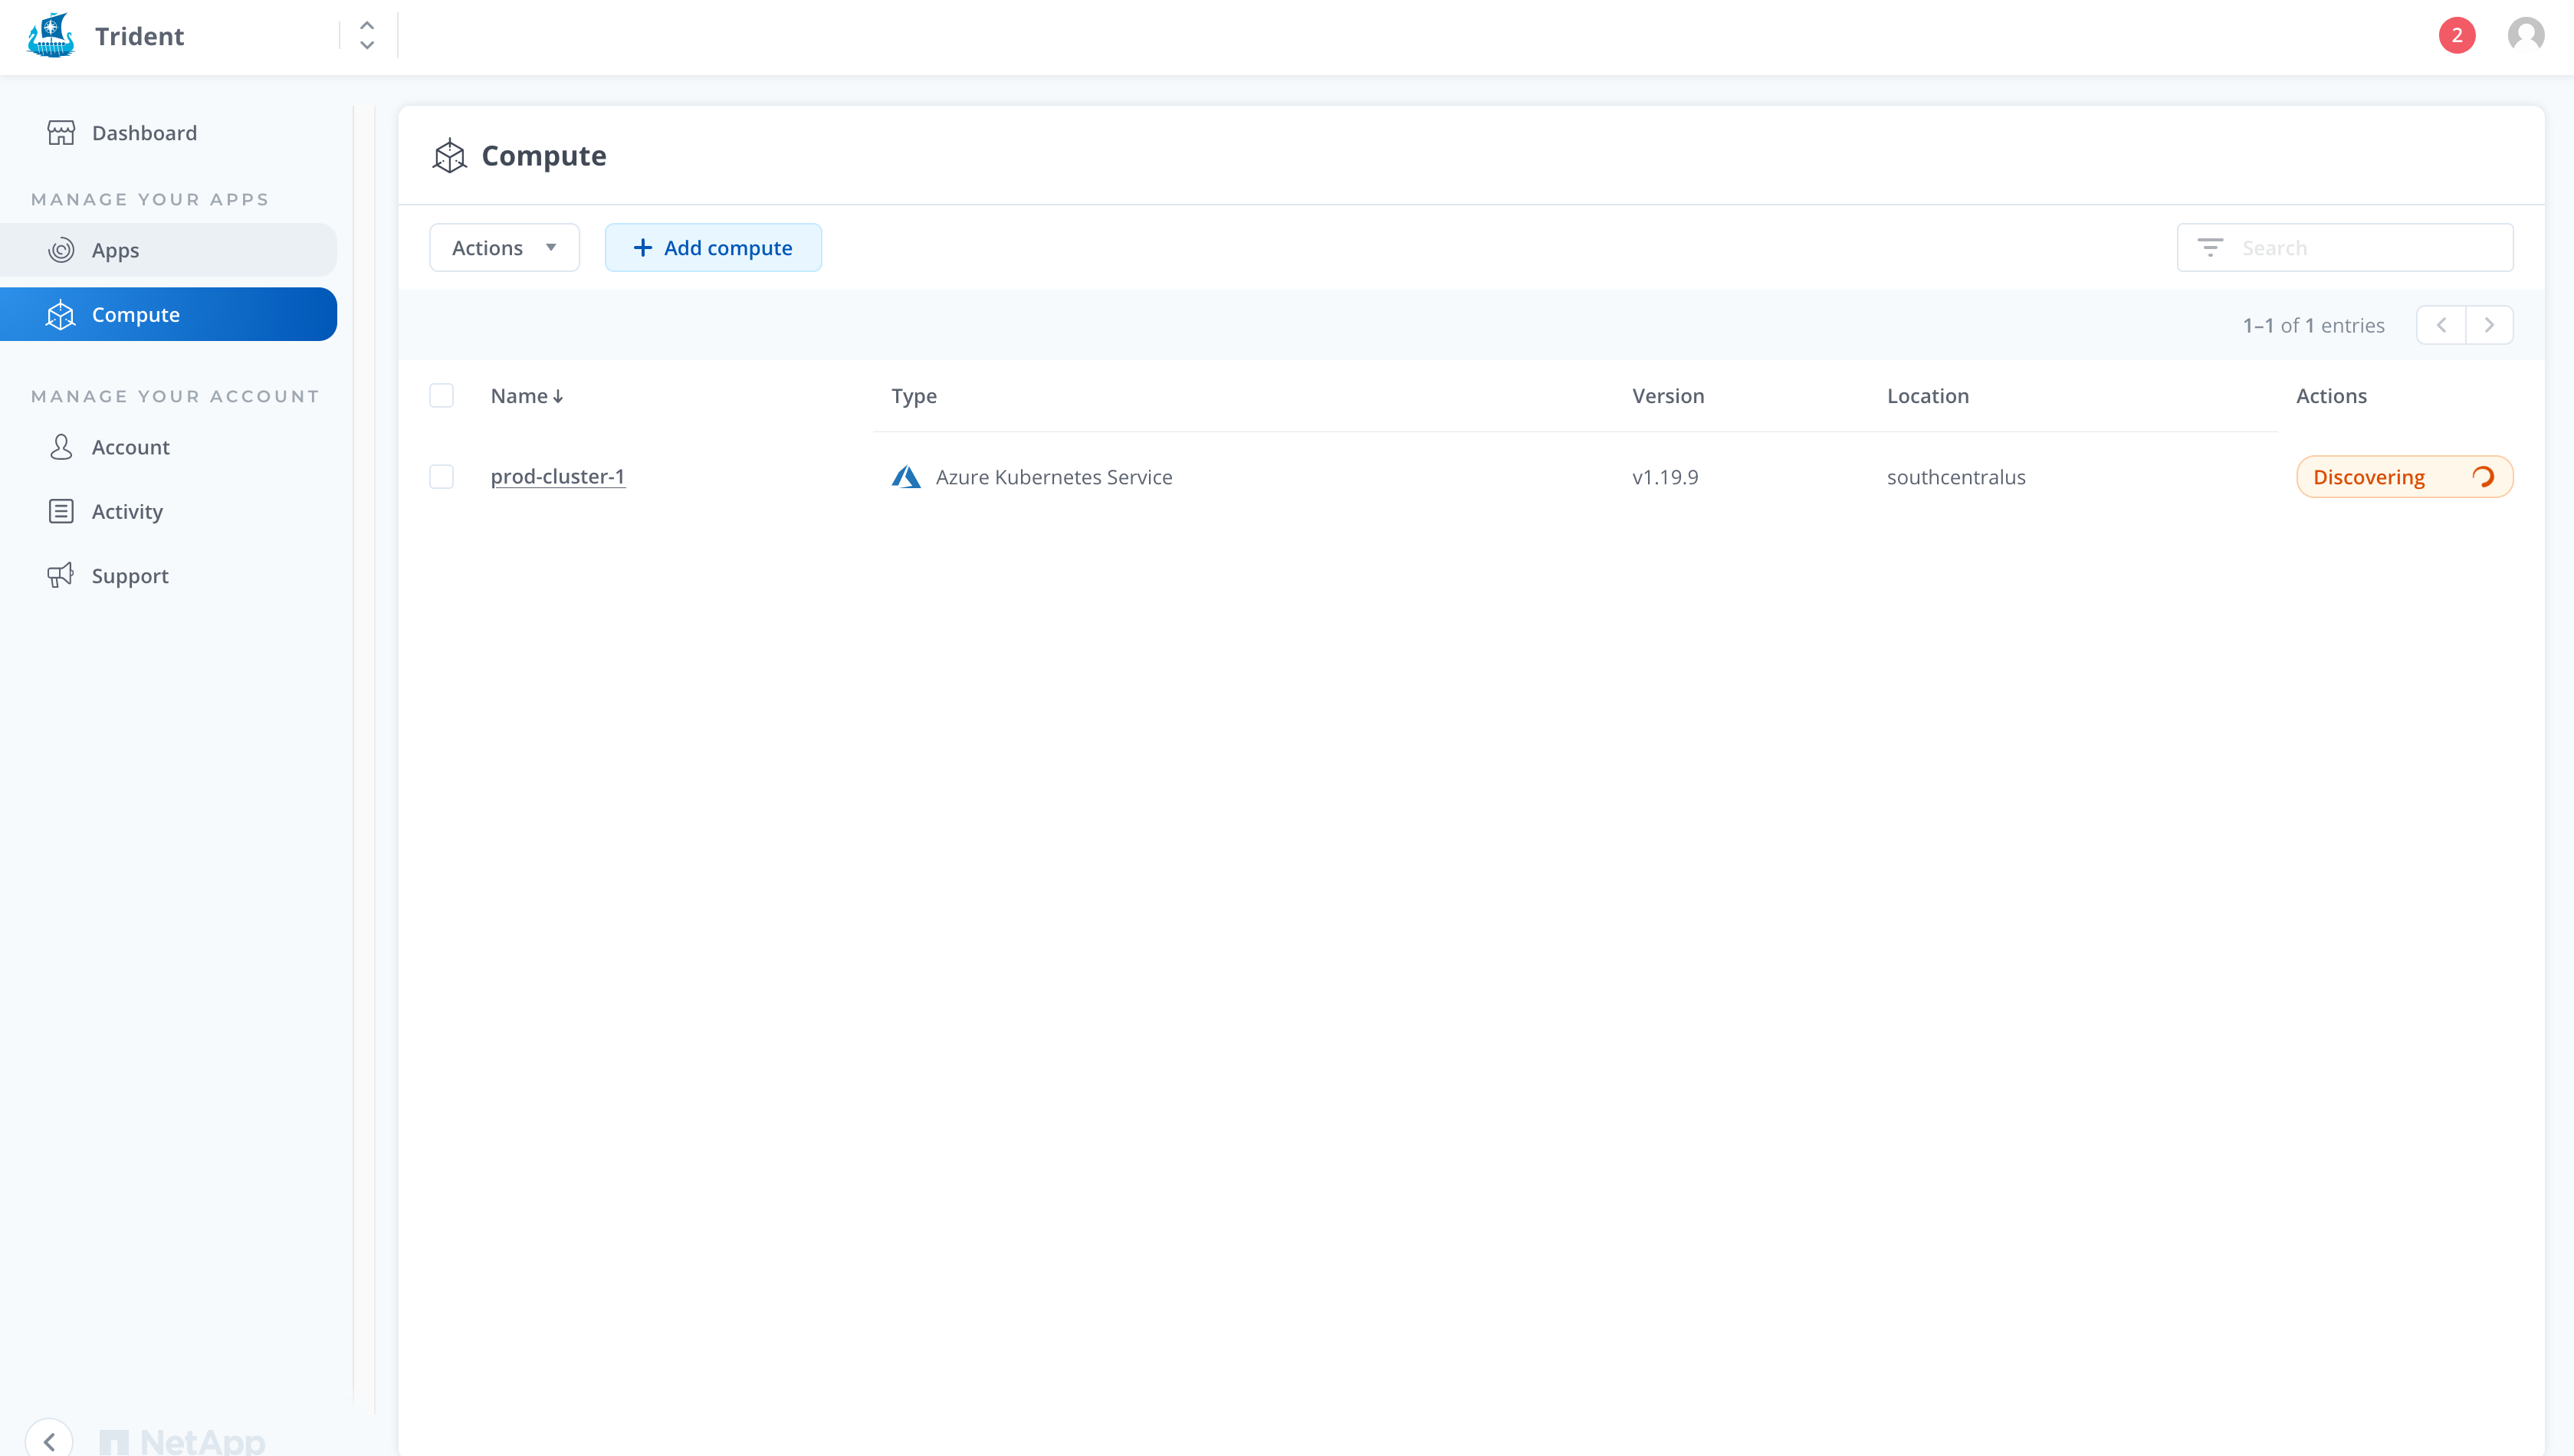 Trident
2
Dashboard
MANAGE YOUR APPS
Apps
Compute
MANAGE YOUR ACCOUNT
Account
Activity
Support
NetApp
Compute
Actions
+ Add compute
Search
1–1 of 1 entries
Name Type Version Location Actions
prod-cluster-1 Azure Kubernetes Service v1.19.9 southcentralus Discovering